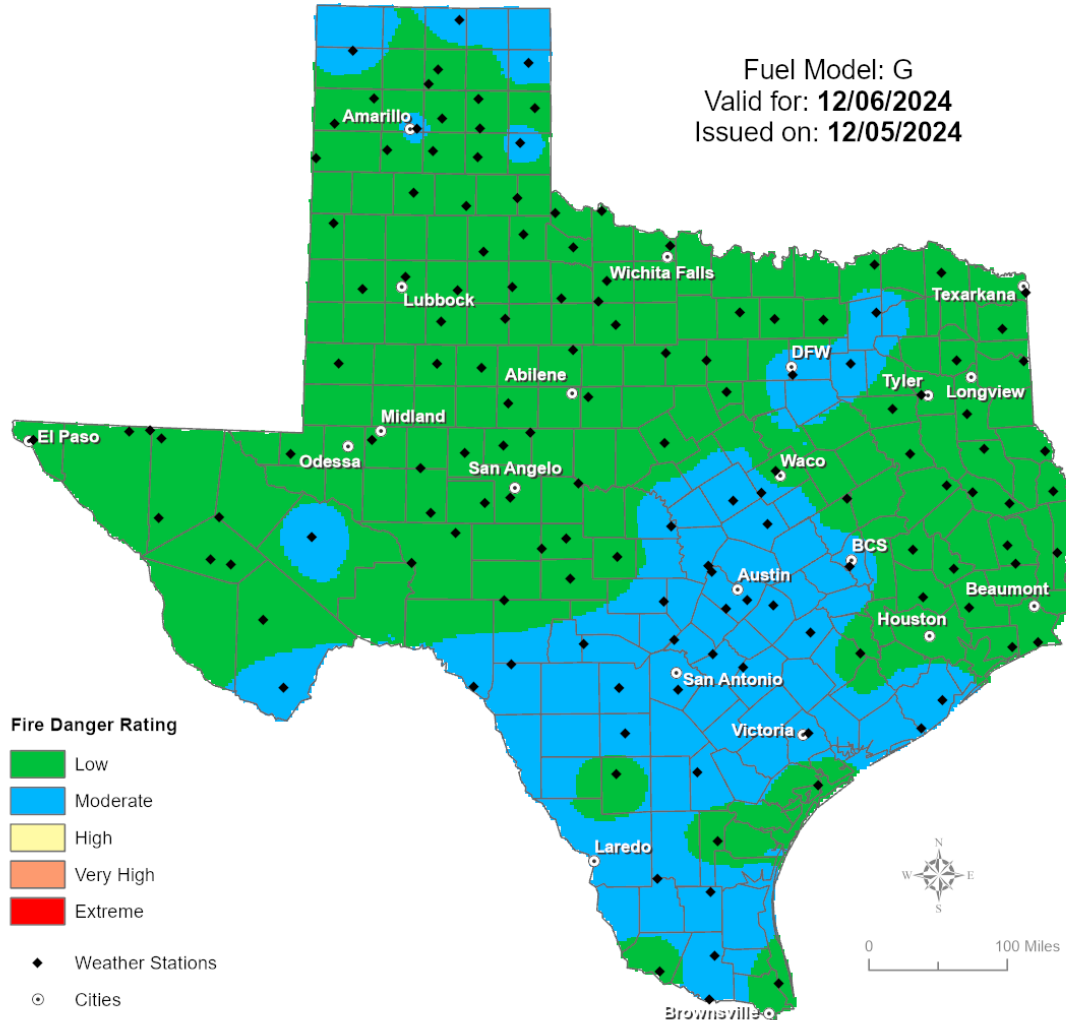 Fuel Model: G
Valid for: 12/06/2024
Issued on: 12/05/2024
Amarillo
Wichita Falls
Lubbock
Texarkana
DFW
Abilene
Tyler
Longview
Midland
El Paso
Odessa
San Angelo
Waco
BCS
Austin
Beaumont
Houston
San Antonio
Victoria
Laredo
Brownsville
Fire Danger Rating
Low
Moderate
High
Very High
Extreme
Weather Stations
Cities
N
W
E
S
0 100 Miles